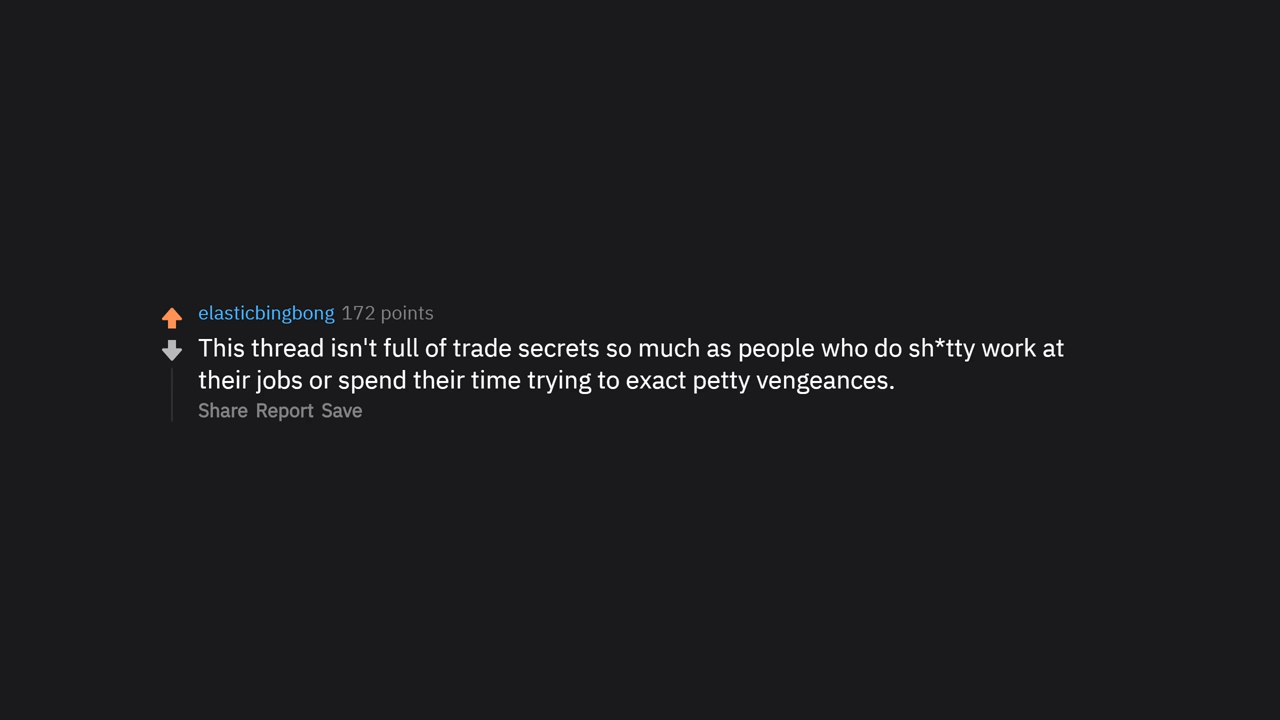 elasticbingbong 172 points
This thread isn't full of trade secrets so much as people who do sh*tty work at
their jobs or spend their time trying to exact petty vengeances.
Share Report Save